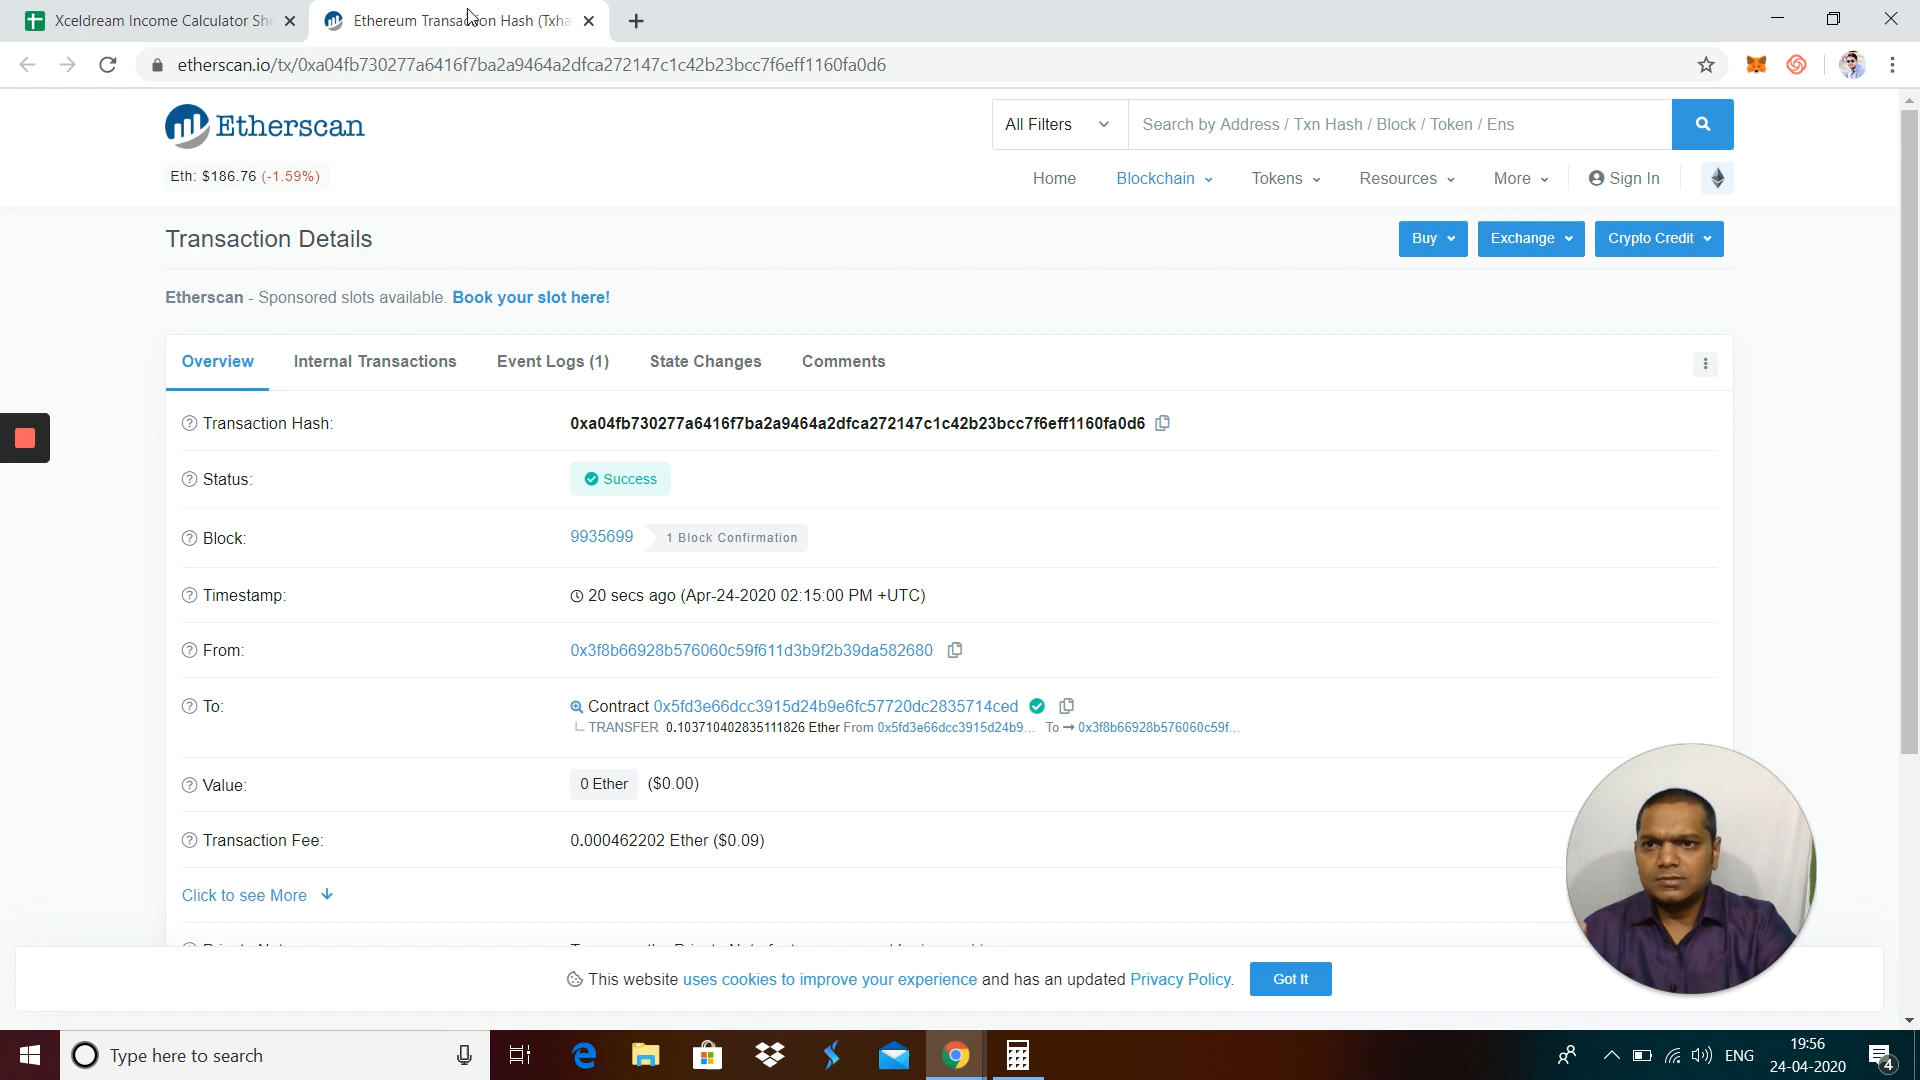 Xceldream Income Calculator She
Ethereum Transaction Hash (Txha
etherscan.io/tx/0xa04fb730277a6416f7ba2a9464a2dfca272147c1c42b23bcc7f6eff1160fa0d6
Etherscan
All Filters
Search by Address / Txn Hash / Block / Token / Ens
Eth: $186.76 (-1.59%)
Home Blockchain Tokens Resources More Sign In
Transaction Details
Buy Exchange Crypto Credit
Etherscan - Sponsored slots available. Book your slot here!
Overview Internal Transactions Event Logs (1) State Changes Comments
Transaction Hash: 0xa04fb730277a6416f7ba2a9464a2dfca272147c1c42b23bcc7f6eff1160fa0d6
Status: Success
Block: 9935699 1 Block Confirmation
Timestamp: 20 secs ago (Apr-24-2020 02:15:00 PM +UTC)
From: 0x3f8b66928b576060c59f611d3b9f2b39da582680
To: Contract 0x5fd3e66dcc3915d24b9e6fc57720dc2835714ced
TRANSFER 0.103710402835111826 Ether From 0x5fd3e66dcc3915d24b9... To → 0x3f8b66928b576060c59f...
Value: 0 Ether ($0.00)
Transaction Fee: 0.000462202 Ether ($0.09)
Click to see More
This website uses cookies to improve your experience and has an updated Privacy Policy. Got It
Type here to search
ENG
19:56
24-04-2020
4